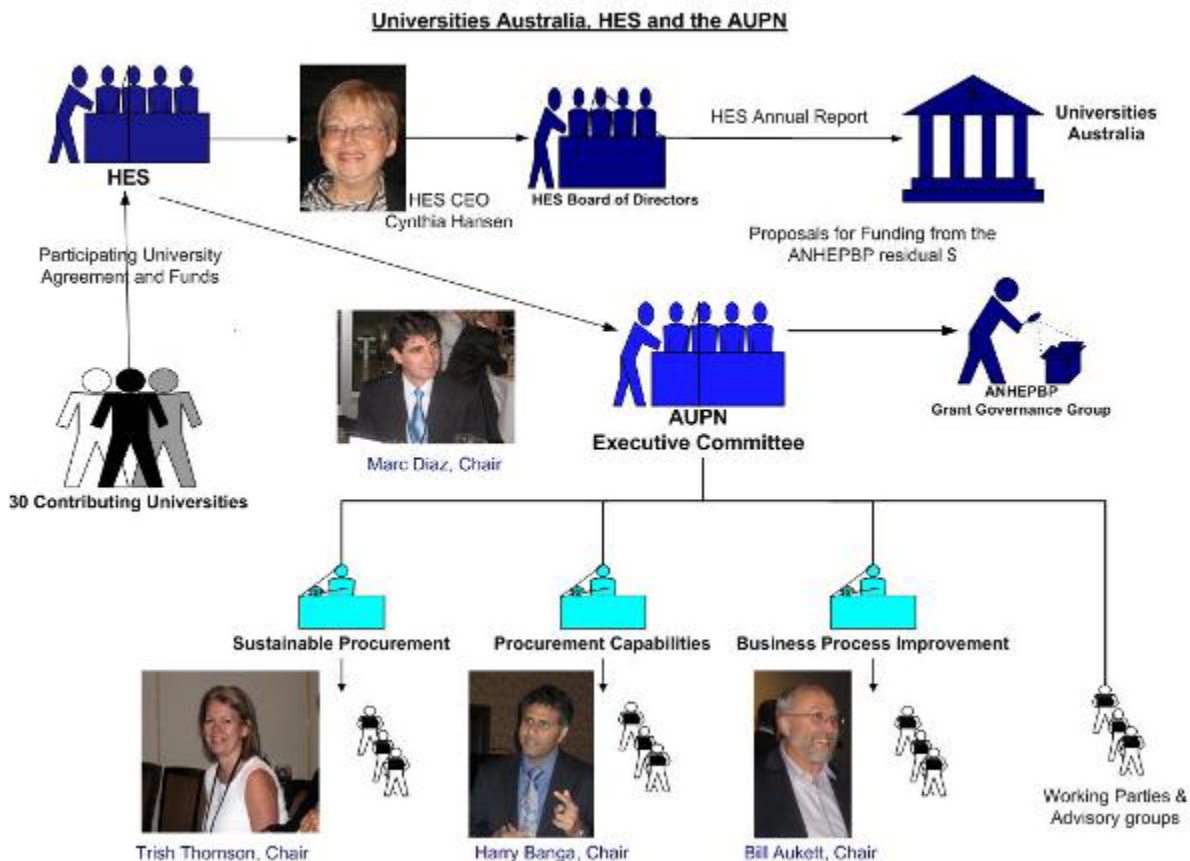 Universities Australia, HES and the AUPN
HES Annual Report
Universities
Australia
HES
HES CEO
Cynthia Hansen
HES Board of Directors
Participating University
Agreement and Funds
Proposals for Funding from the
ANHEPBP residual $
ANHEPBP
Grant Governance Group
AUPN
Executive Committee
Marc Diaz, Chair
30 Contributing Universities
Sustainable Procurement
Procurement Capabilities
Business Process Improvement
Working Parties &
Advisory groups
Trish Thomson, Chair
Harry Banga, Chair
Bill Aukett, Chair